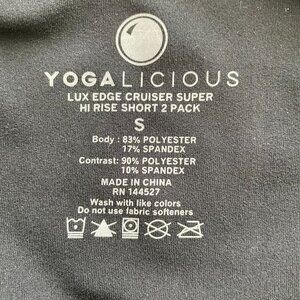 YOGALICIOUS
LUX EDGE CRUISER SUPER
HI RISE SHORT 2 PACK
S
Body : 83% POLYESTER
17% SPANDEX
Contrast: 90% POLYESTER
10% SPANDEX
MADE IN CHINA
RN 144527
Wash with like colors
Do not use fabric softeners